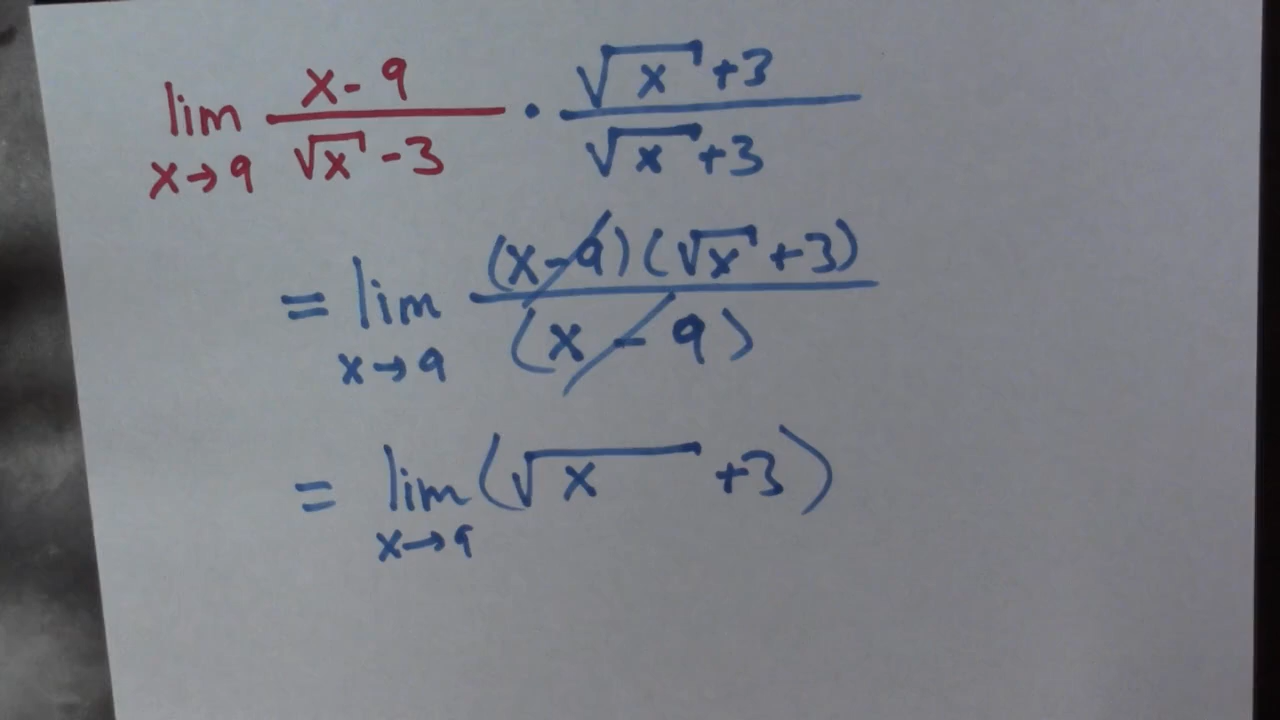 lim x→9 (x-9)/(√x -3) · (√x +3)/(√x +3)
= lim x→9 (x-9)(√x +3)/(x-9)
= lim x→9 (√x +3)